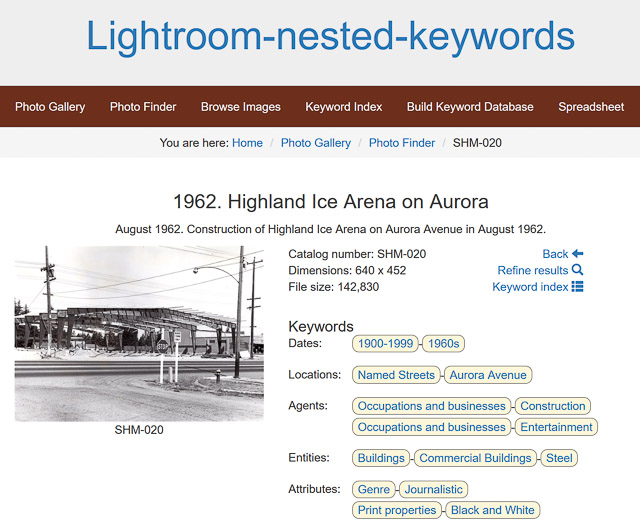 Lightroom-nested-keywords
Photo Gallery Photo Finder Browse Images Keyword Index Build Keyword Database Spreadsheet
You are here: Home / Photo Gallery / Photo Finder / SHM-020
1962. Highland Ice Arena on Aurora
August 1962. Construction of Highland Ice Arena on Aurora Avenue in August 1962.
Catalog number: SHM-020 Back
Dimensions: 640 x 452 Refine results
File size: 142,830 Keyword index
STOP
SHM-020
Keywords
Dates: 1900-1999 - 1960s
Locations: Named Streets - Aurora Avenue
Agents: Occupations and businesses - Construction
Occupations and businesses - Entertainment
Entities: Buildings - Commercial Buildings - Steel
Attributes: Genre - Journalistic
Print properties - Black and White